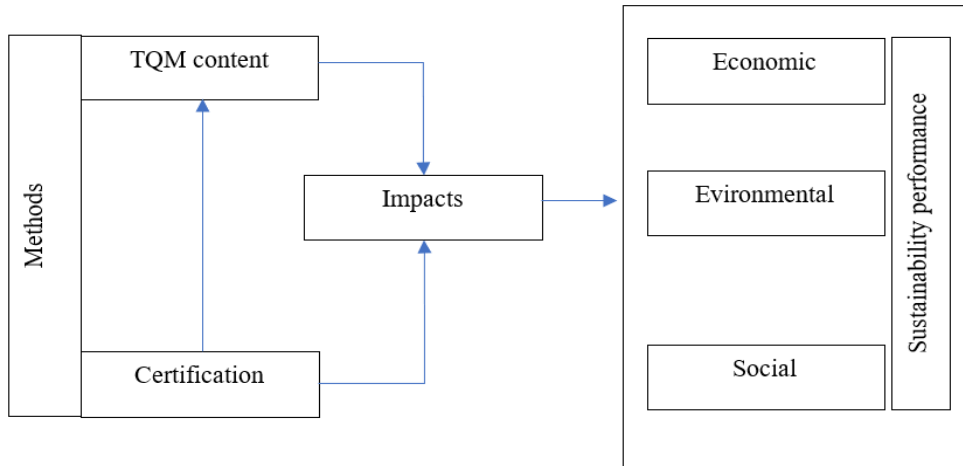 Methods
TQM content
Certification
Impacts
Economic
Evironmental
Social
Sustainability performance